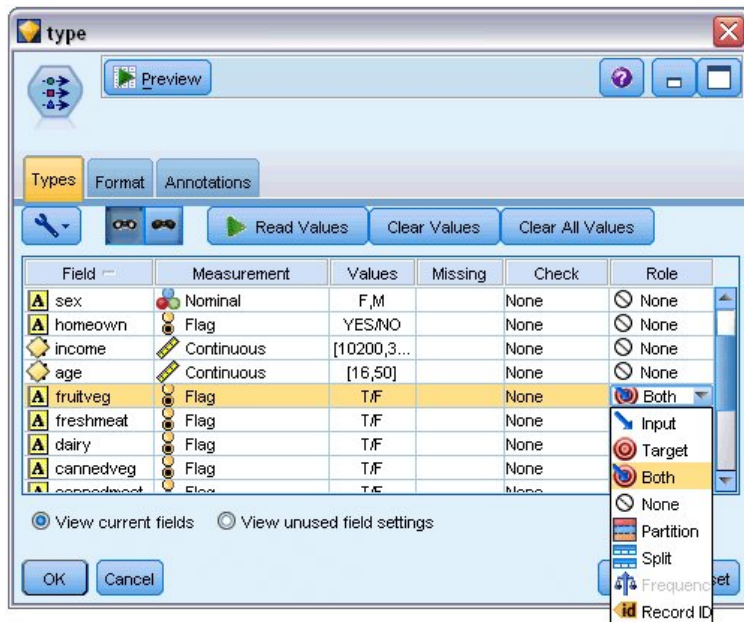 type
Preview
Types Format Annotations
Read Values Clear Values Clear All Values
Field Measurement Values Missing Check Role
A sex Nominal F,M None None
A homeown Flag YES/NO None None
income Continuous [10200,3... None None
age Continuous [16,50] None None
A fruitveg Flag T/F None Both
A freshmeat Flag T/F None
A dairy Flag T/F None
A cannedveg Flag T/F None
Input
Target
Both
None
Partition
Split
Frequenc
id Record ID
View current fields View unused field settings
OK Cancel